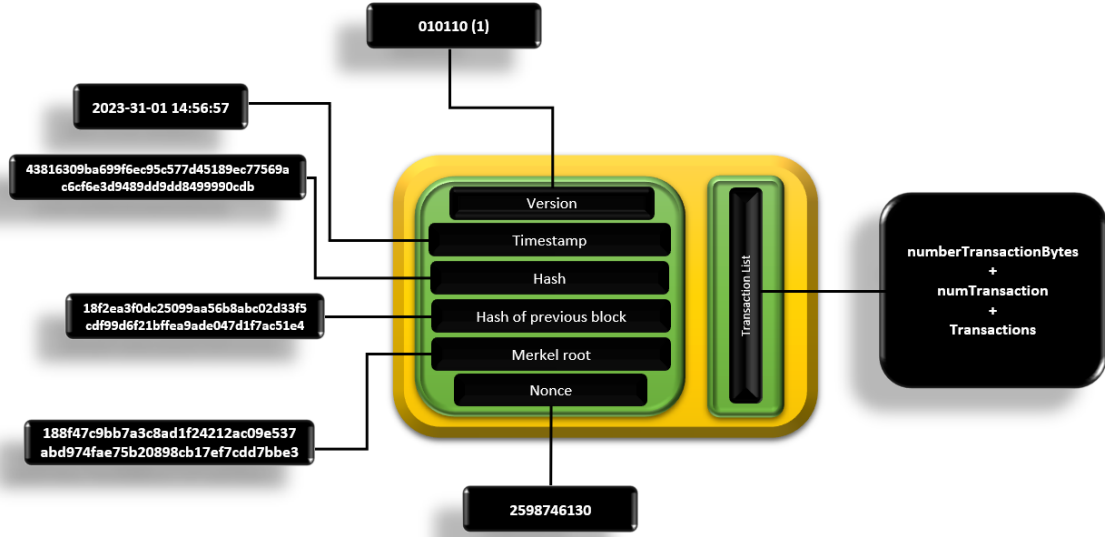 010110 (1)
2023-31-01 14:56:57
43816309ba699f6ec95c577d45189ec77569a
c6cf6e3d9489dd9dd8499990cdb
18f2ea3f0dc25099aa56b8abc02d33f5
cdf99d6f21bffea9ade047d1f7ac51e4
188f47c9bb7a3c8ad1f24212ac09e537
abd974fae75b20898cb17ef7cdd7bbe3
Version
Timestamp
Hash
Hash of previous block
Merkel root
Nonce
2598746130
Transaction List
numberTransactionBytes
+
numTransaction
+
Transactions